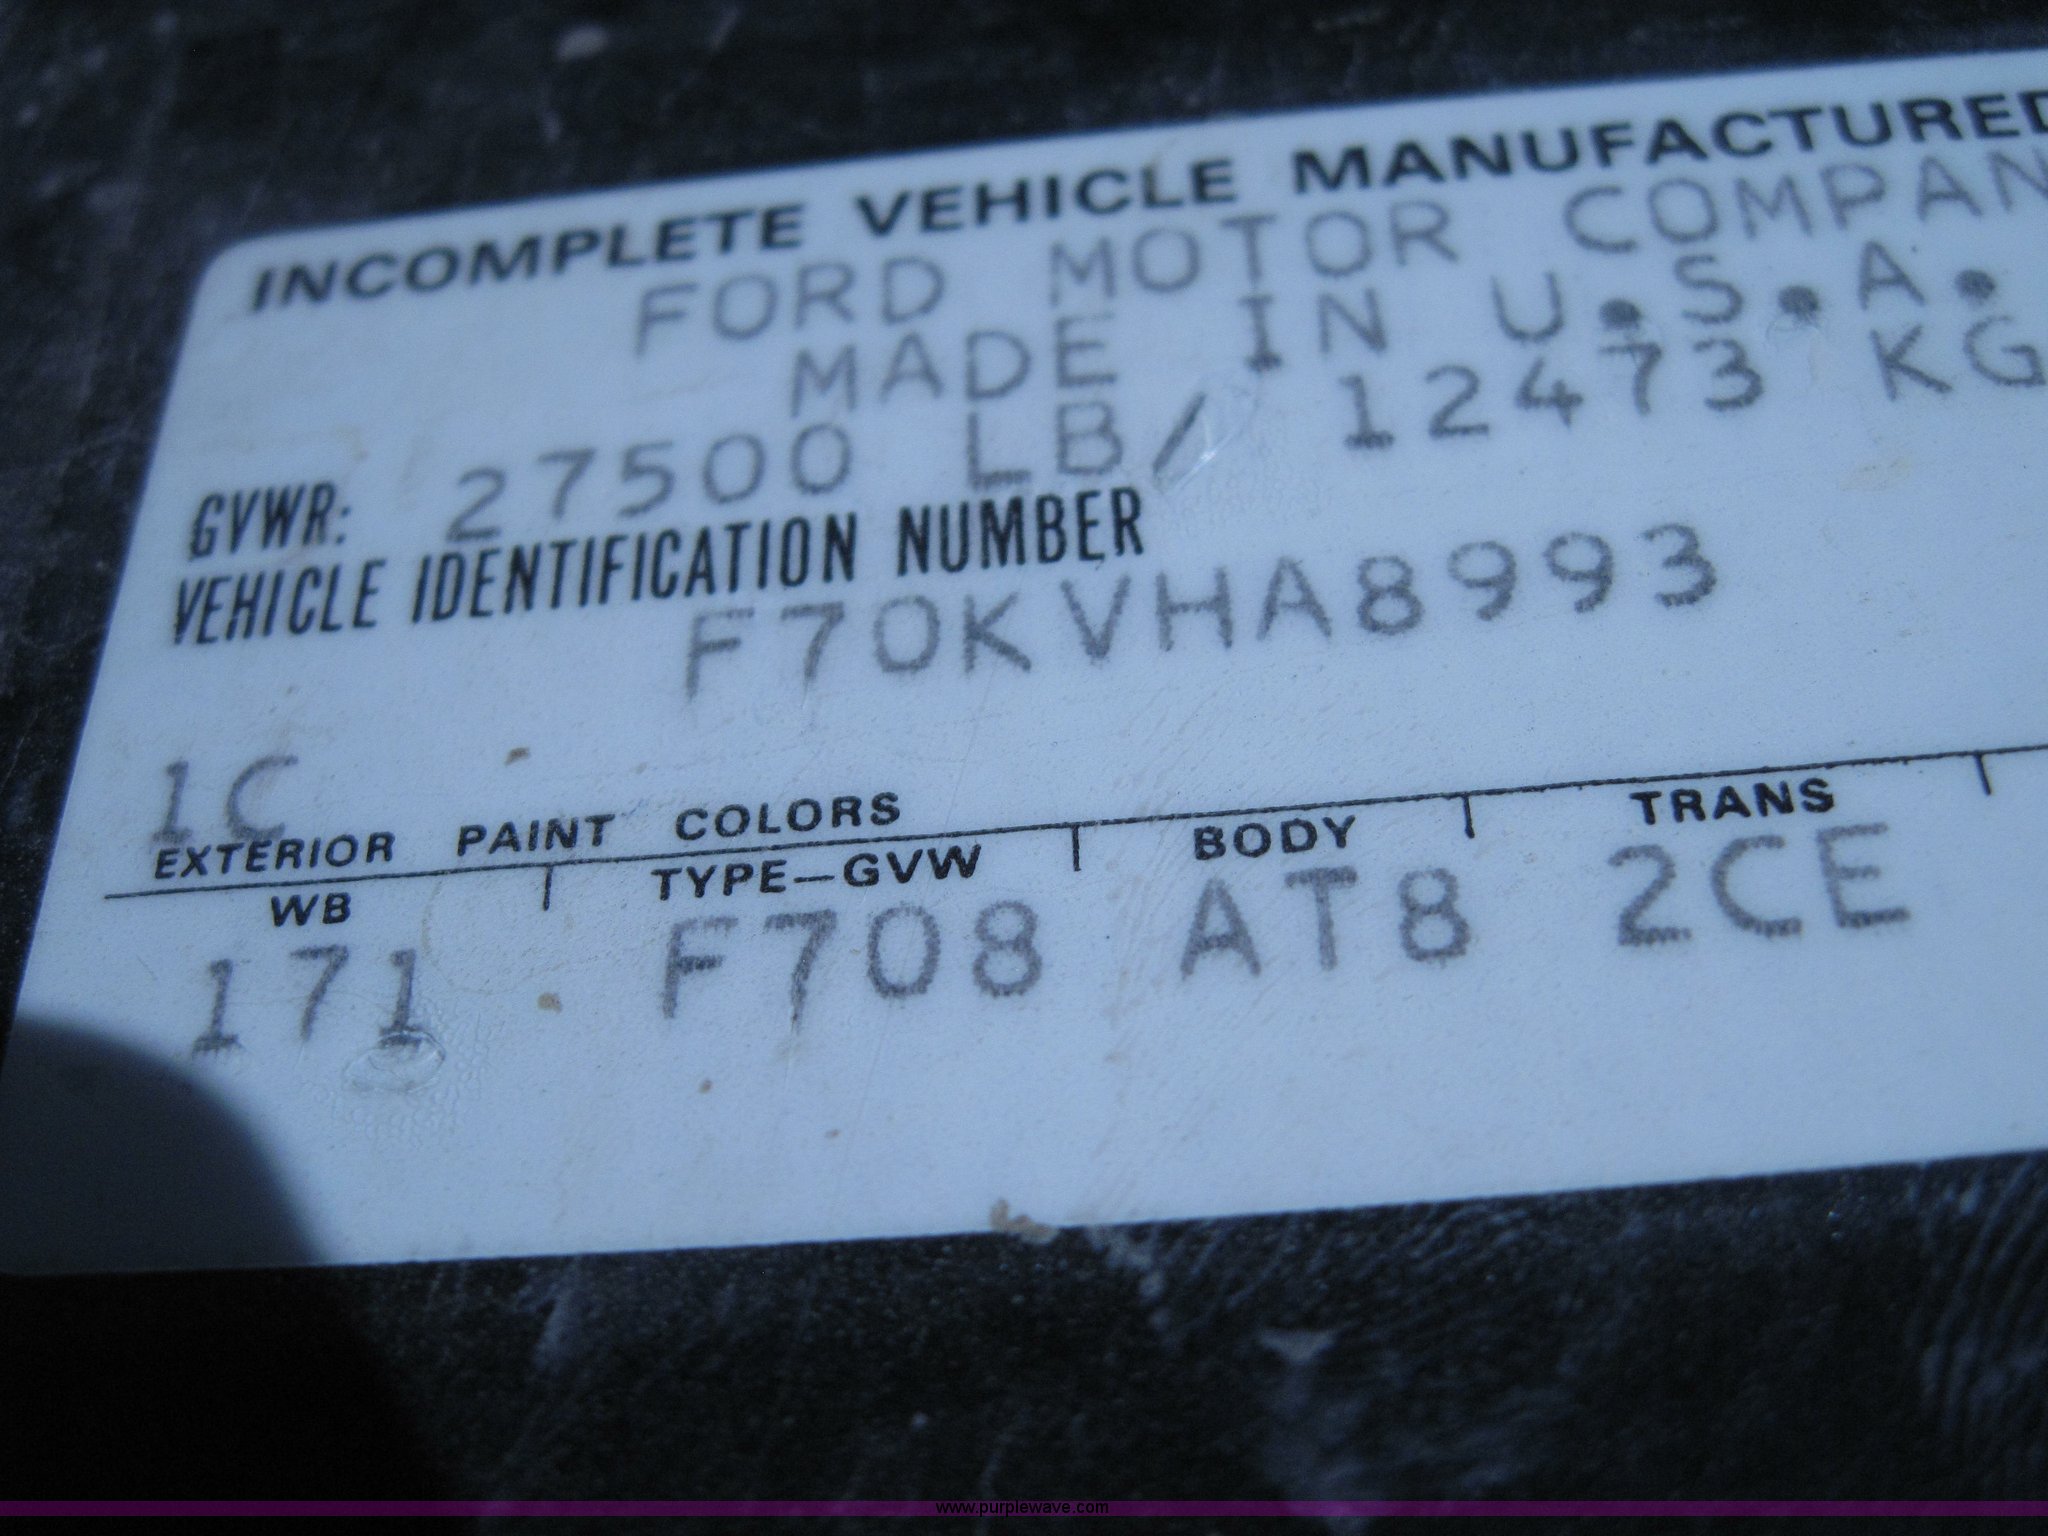 INCOMPLETE VEHICLE MANUFACTURED
FORD MOTOR COMPAN
MADE IN U.S.A.
GVWR: 27500 LB/ 12473 KG
VEHICLE IDENTIFICATION NUMBER
F70KVHA8993
1C
EXTERIOR PAINT COLORS
WB TYPE-GVW BODY TRANS
171 F708 AT8 2CE
www.purplewave.com